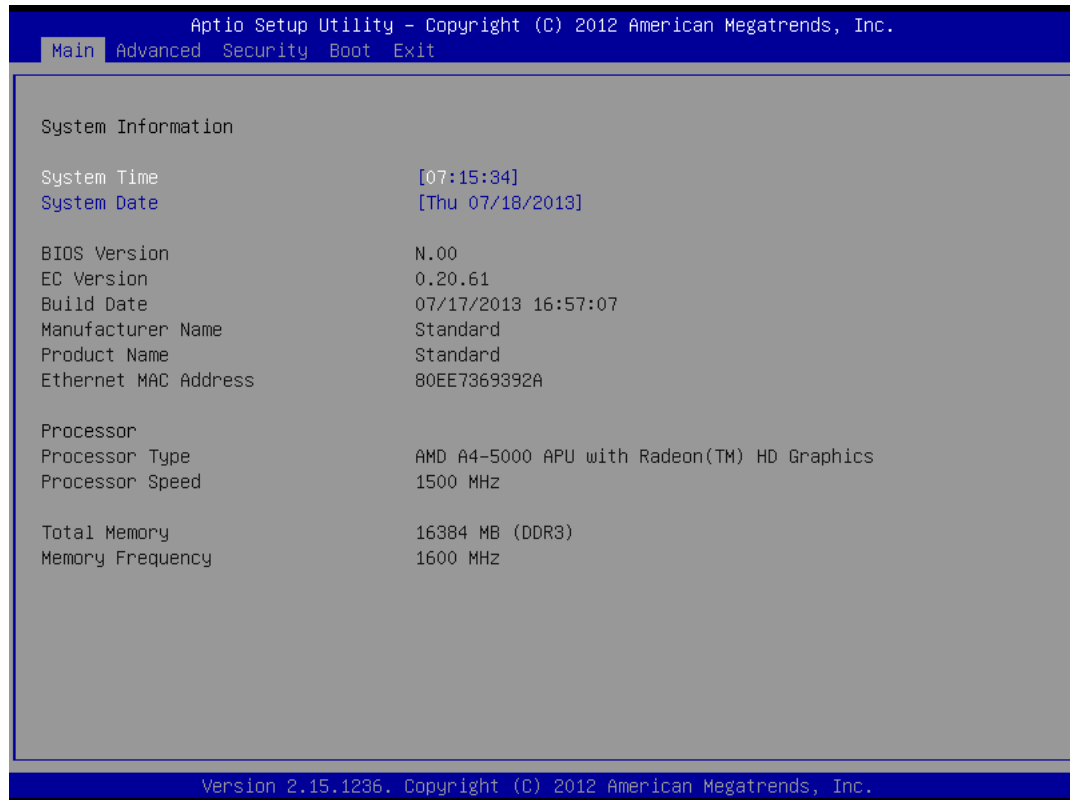 Aptio Setup Utility – Copyright (C) 2012 American Megatrends, Inc.
Main Advanced Security Boot Exit
System Information
System Time [07:15:34]
System Date [Thu 07/18/2013]
BIOS Version N.00
EC Version 0.20.61
Build Date 07/17/2013 16:57:07
Manufacturer Name Standard
Product Name Standard
Ethernet MAC Address 80EE7369392A
Processor
Processor Type AMD A4-5000 APU with Radeon(TM) HD Graphics
Processor Speed 1500 MHz
Total Memory 16384 MB (DDR3)
Memory Frequency 1600 MHz
Version 2.15.1236. Copyright (C) 2012 American Megatrends, Inc.